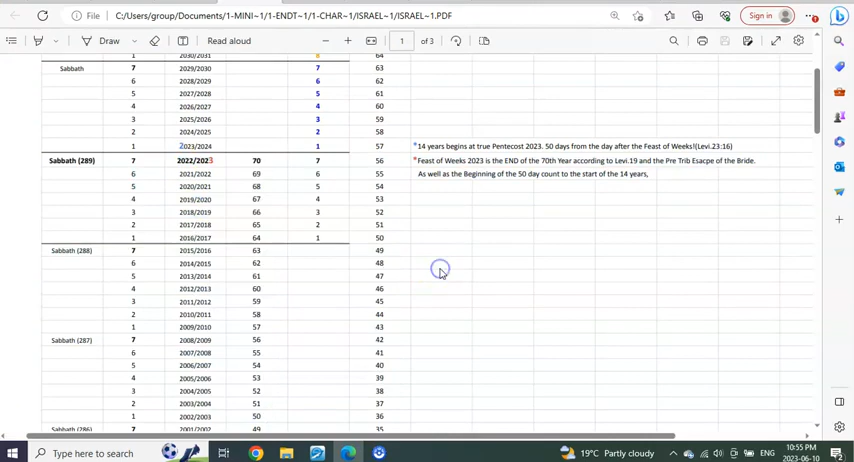 File C:/Users/group/Documents/1-MINI~1/1-ENDT~1/1-CHAR~1/ISRAEL~1/ISRAEL~1.PDF Sign in
Draw Read aloud 1 of 3
1 2030/2031 8 64
Sabbath 7 2029/2030 7 63
6 2028/2029 6 62
5 2027/2028 5 61
4 2026/2027 4 60
3 2025/2026 3 59
2 2024/2025 2 58
1 2023/2024 1 57 *14 years begins at true Pentecost 2023. 50 days from the day after the Feast of Weeks!(Levi.23:16)
Sabbath (289) 7 2022/2023 70 7 56 *Feast of Weeks 2023 is the END of the 70th Year according to Levi.19 and the Pre Trib Esacpe of the Bride.
6 2021/2022 69 6 55 As well as the Beginning of the 50 day count to the start of the 14 years,
5 2020/2021 68 5 54
4 2019/2020 67 4 53
3 2018/2019 66 3 52
2 2017/2018 65 2 51
1 2016/2017 64 1 50
Sabbath (288) 7 2015/2016 63 49
6 2014/2015 62 48
5 2013/2014 61 47
4 2012/2013 60 46
3 2011/2012 59 45
2 2010/2011 58 44
1 2009/2010 57 43
Sabbath (287) 7 2008/2009 56 42
6 2007/2008 55 41
5 2006/2007 54 40
4 2005/2006 53 39
3 2004/2005 52 38
2 2003/2004 51 37
1 2002/2003 50 36
Sabbath (286) 7 2001/2002 49 35
Type here to search 19°C Partly cloudy ENG 10:55 PM
2023-06-10 2